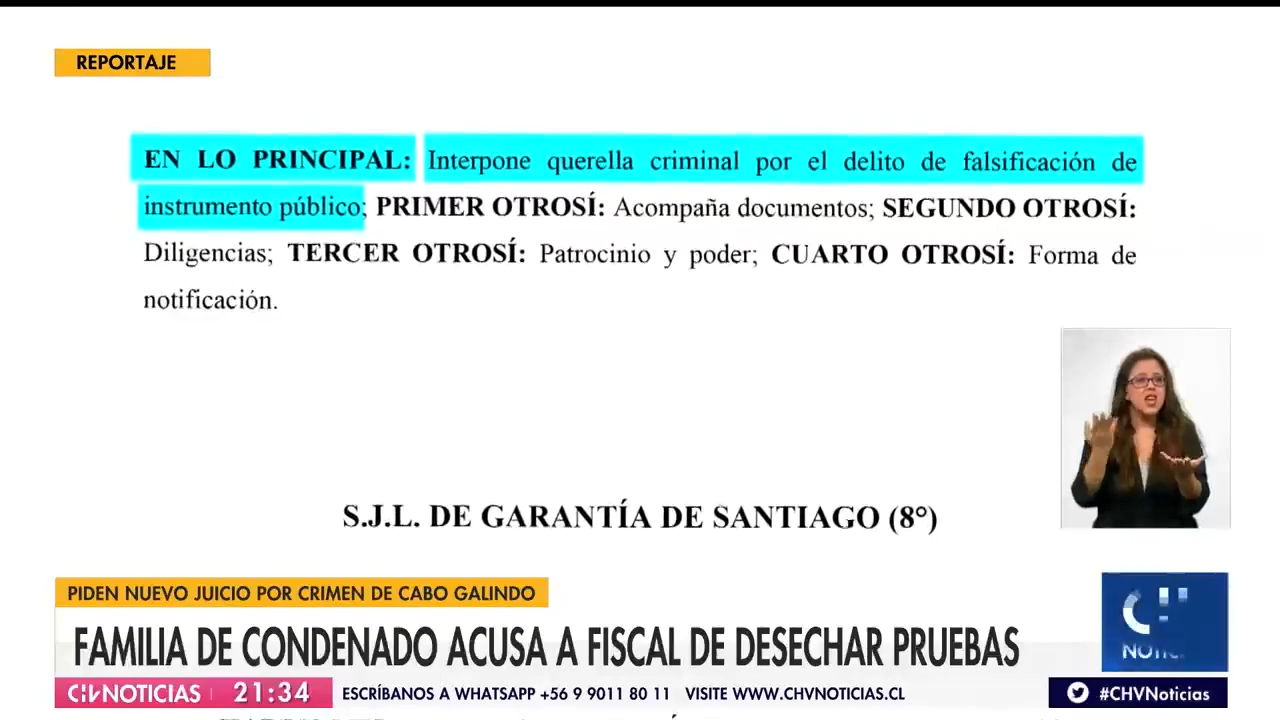 REPORTAJE
EN LO PRINCIPAL: Interpone querella criminal por el delito de falsificación de
instrumento público; PRIMER OTROSÍ: Acompaña documentos; SEGUNDO OTROSÍ:
Diligencias; TERCER OTROSÍ: Patrocinio y poder; CUARTO OTROSÍ: Forma de
notificación.
S.J.L. DE GARANTÍA DE SANTIAGO (8°)
PIDEN NUEVO JUICIO POR CRIMEN DE CABO GALINDO
FAMILIA DE CONDENADO ACUSA A FISCAL DE DESECHAR PRUEBAS
CHV NOTICIAS 21:34 ESCRÍBANOS A WHATSAPP +56 9 9011 80 11 VISITE WWW.CHVNOTICIAS.CL
#CHVNoticias